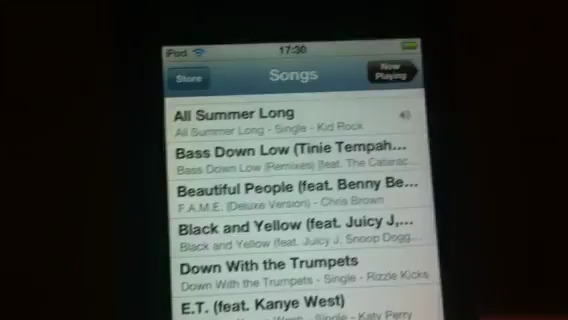 iPod 17:30
Store Songs Now Playing
All Summer Long
All Summer Long - Single - Kid Rock
Bass Down Low (Tinie Tempah...
Bass Down Low (Remixes) [feat. The Catarac...
Beautiful People (feat. Benny Be...
F.A.M.E. (Deluxe Version) - Chris Brown
Black and Yellow (feat. Juicy J,...
Black and Yellow (feat. Juicy J, Snoop Dogg...
Down With the Trumpets
Down With the Trumpets - Single - Rizzle Kicks
E.T. (feat. Kanye West)
West) - Single - Katy Perry